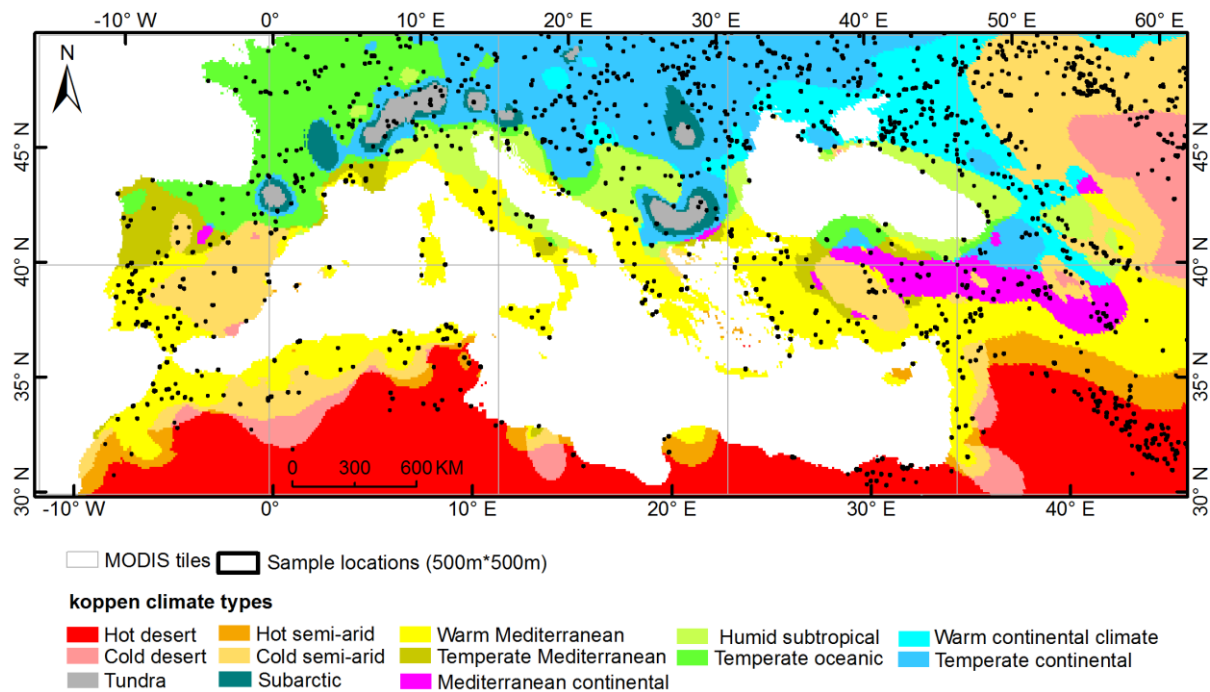 -10° W 0° 10° E 20° E 30° E 40° E 50° E 60° E
N
45° N 45° N
40° N 40° N
35° N 35° N
0 300 600 KM
30° N 30° N
-10° W 0° 10° E 20° E 30° E 40° E
MODIS tiles Sample locations (500m*500m)
koppen climate types
Hot desert Hot semi-arid Warm Mediterranean Humid subtropical Warm continental climate
Cold desert Cold semi-arid Temperate Mediterranean Temperate oceanic Temperate continental
Tundra Subarctic Mediterranean continental